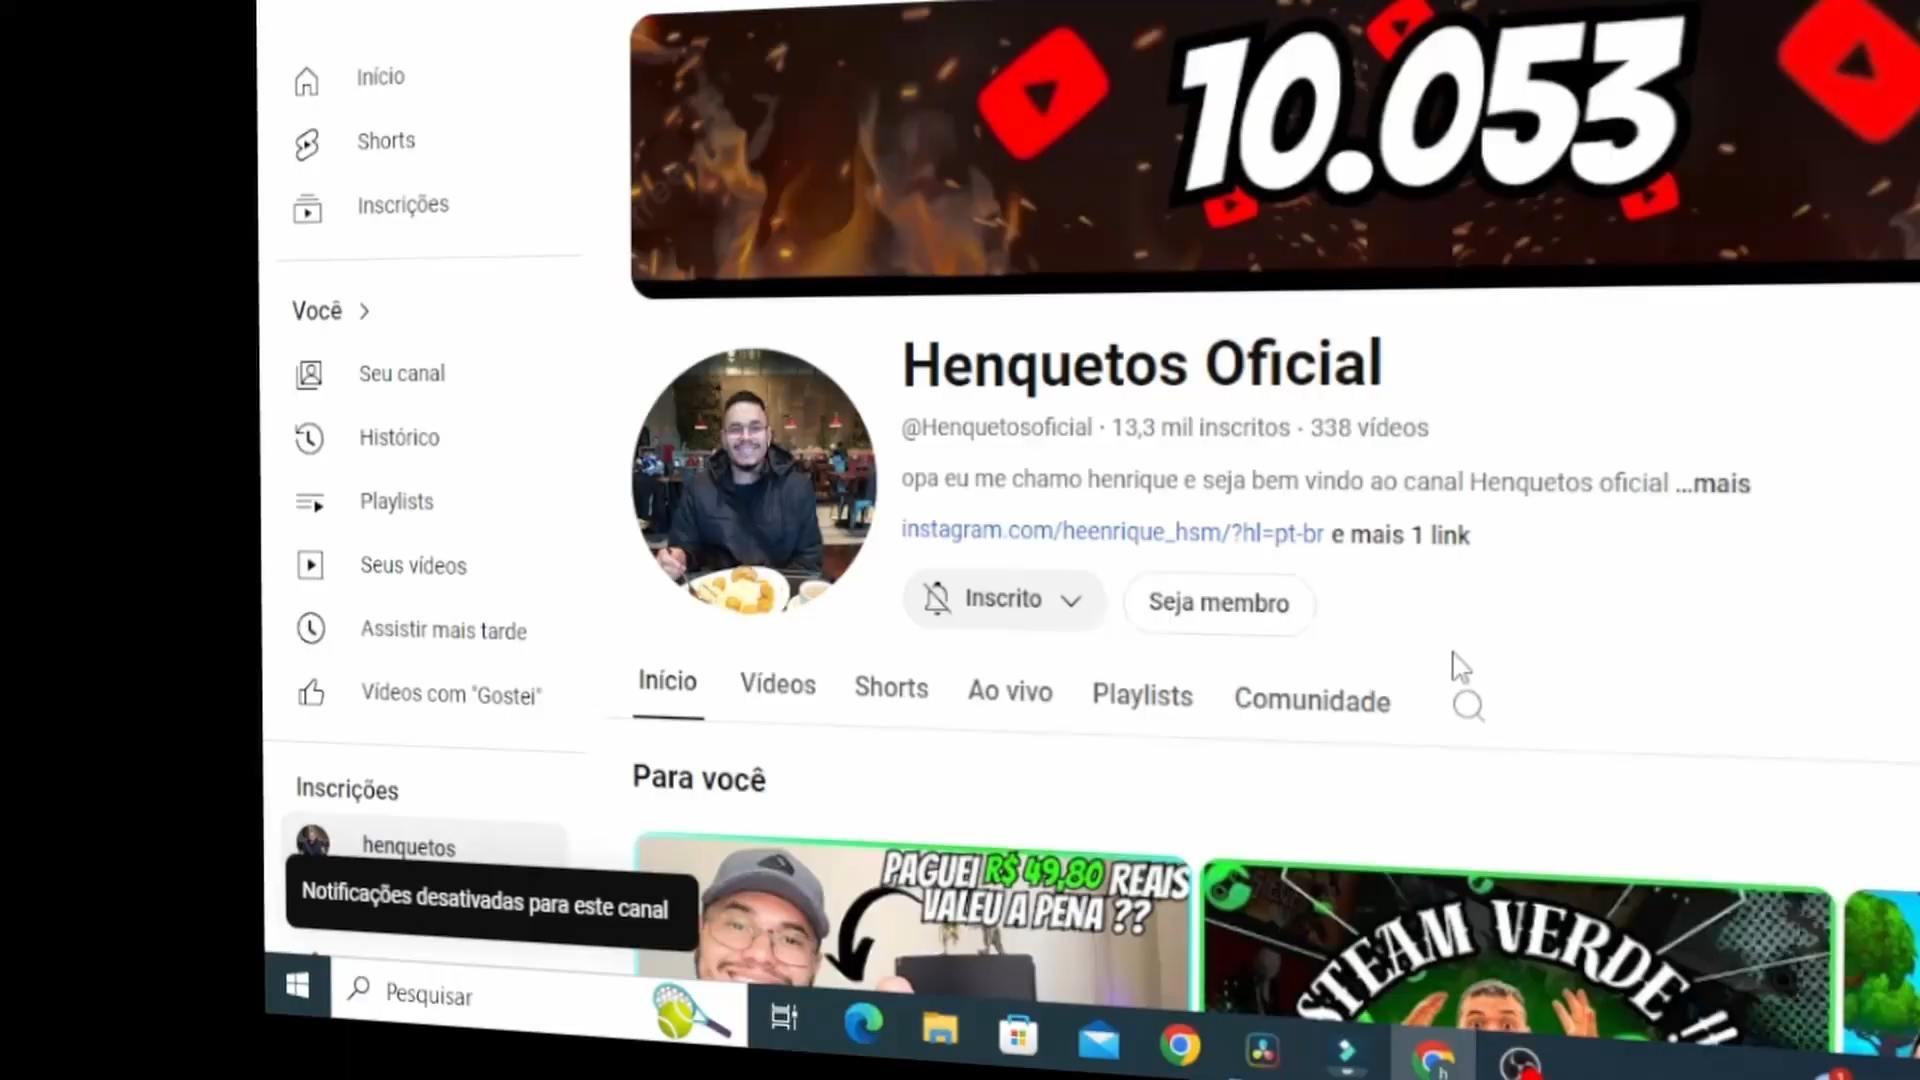 10.053
Início
Shorts
Inscrições
Você
Seu canal
Histórico
Playlists
Seus vídeos
Assistir mais tarde
Vídeos com "Gostei"
Inscrições
henquetos
Notificações desativadas para este canal
Henquetos Oficial
@Henquetosoficial · 13,3 mil inscritos · 338 vídeos
opa eu me chamo henrique e seja bem vindo ao canal Henquetos oficial ...mais
instagram.com/heenrique_hsm/?hl=pt-br e mais 1 link
Inscrito
Seja membro
Início Vídeos Shorts Ao vivo Playlists Comunidade
Para você
PAGUEI R$ 49,80 REAIS
VALEU A PENA ??
STEAM VERDE !!
Pesquisar